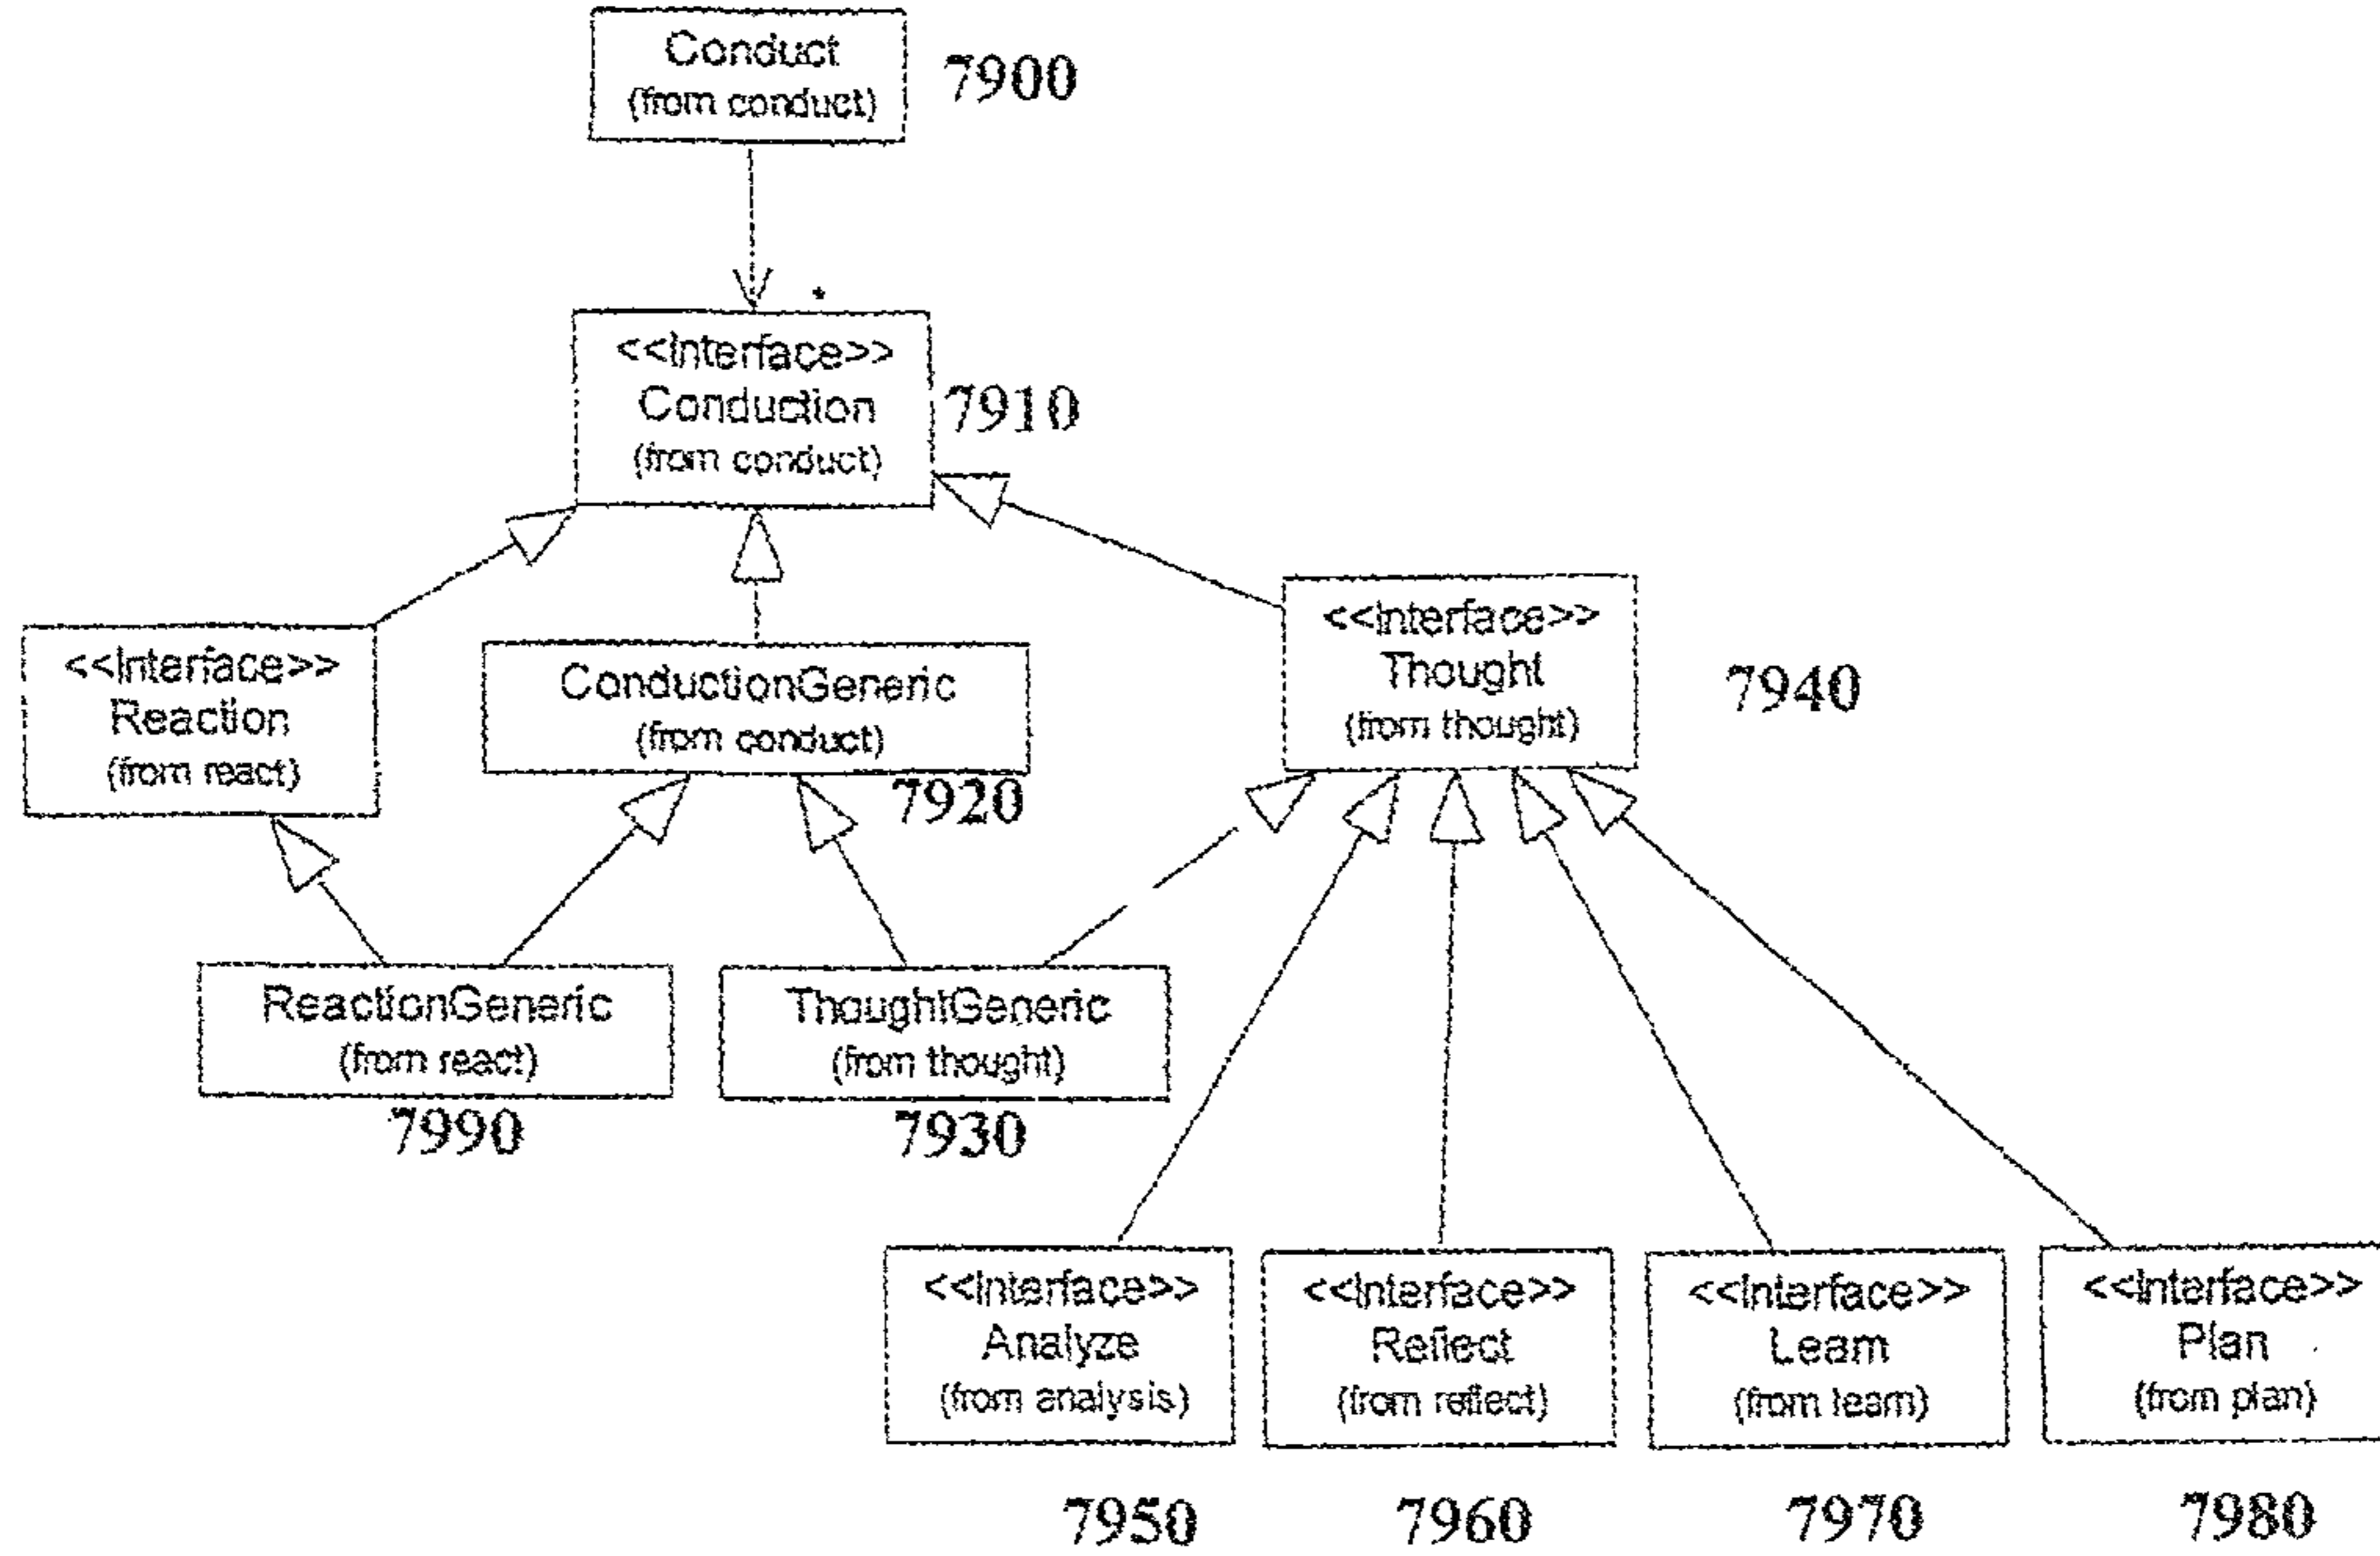 Conduct
(from conduct)
7900
*
<<Interface>>
Conduction
(from conduct)
7910
<<Interface>>
Reaction
(from react)
ConductionGeneric
(from conduct)
7920
<<Interface>>
Thought
(from thought)
7940
ReactionGeneric
(from react)
7990
ThoughtGeneric
(from thought)
7930
<<Interface>>
Analyze
(from analysis)
7950
<<Interface>>
Reflect
(from reflect)
7960
<<Interface>>
Learn
(from learn)
7970
<<Interface>>
Plan
(from plan)
7980